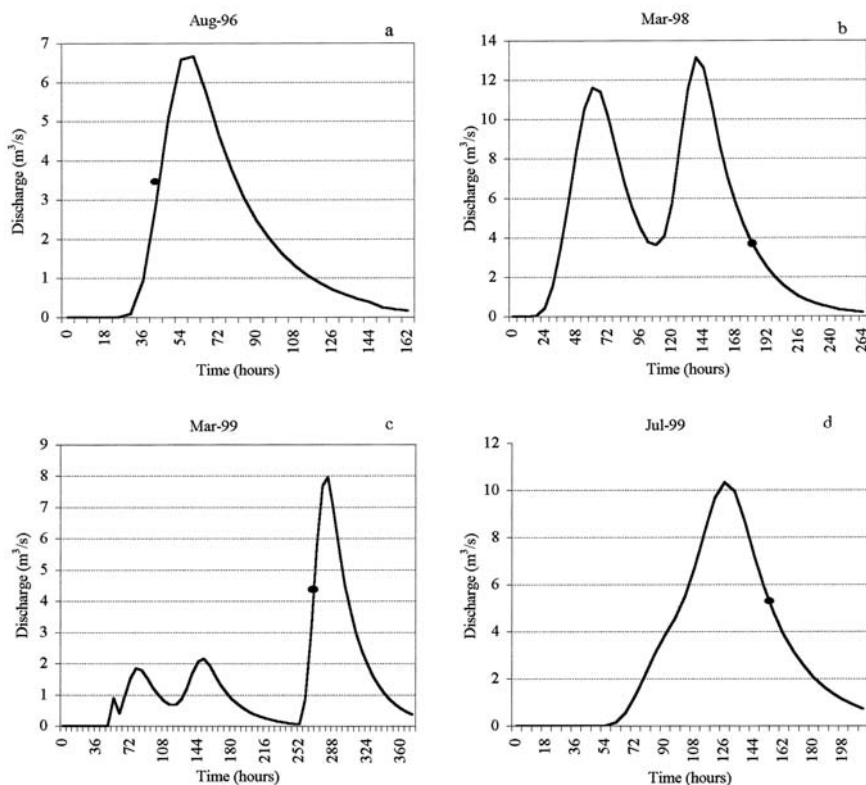 Aug-96
a
7
6
5
4
3
2
1
0
Discharge (m³/s)
0 18 36 54 72 90 108 126 144 162
Time (hours)
Mar-98
b
14
12
10
8
6
4
2
0
Discharge (m³/s)
0 24 48 72 96 120 144 168 192 216 240 264
Time (hours)
Mar-99
c
9
8
7
6
5
4
3
2
1
0
Discharge (m³/s)
0 36 72 108 144 180 216 252 288 324 360
Time (hours)
Jul-99
d
12
10
8
6
4
2
0
Discharge (m³/s)
0 18 36 54 72 90 108 126 144 162 180 198
Time (hours)